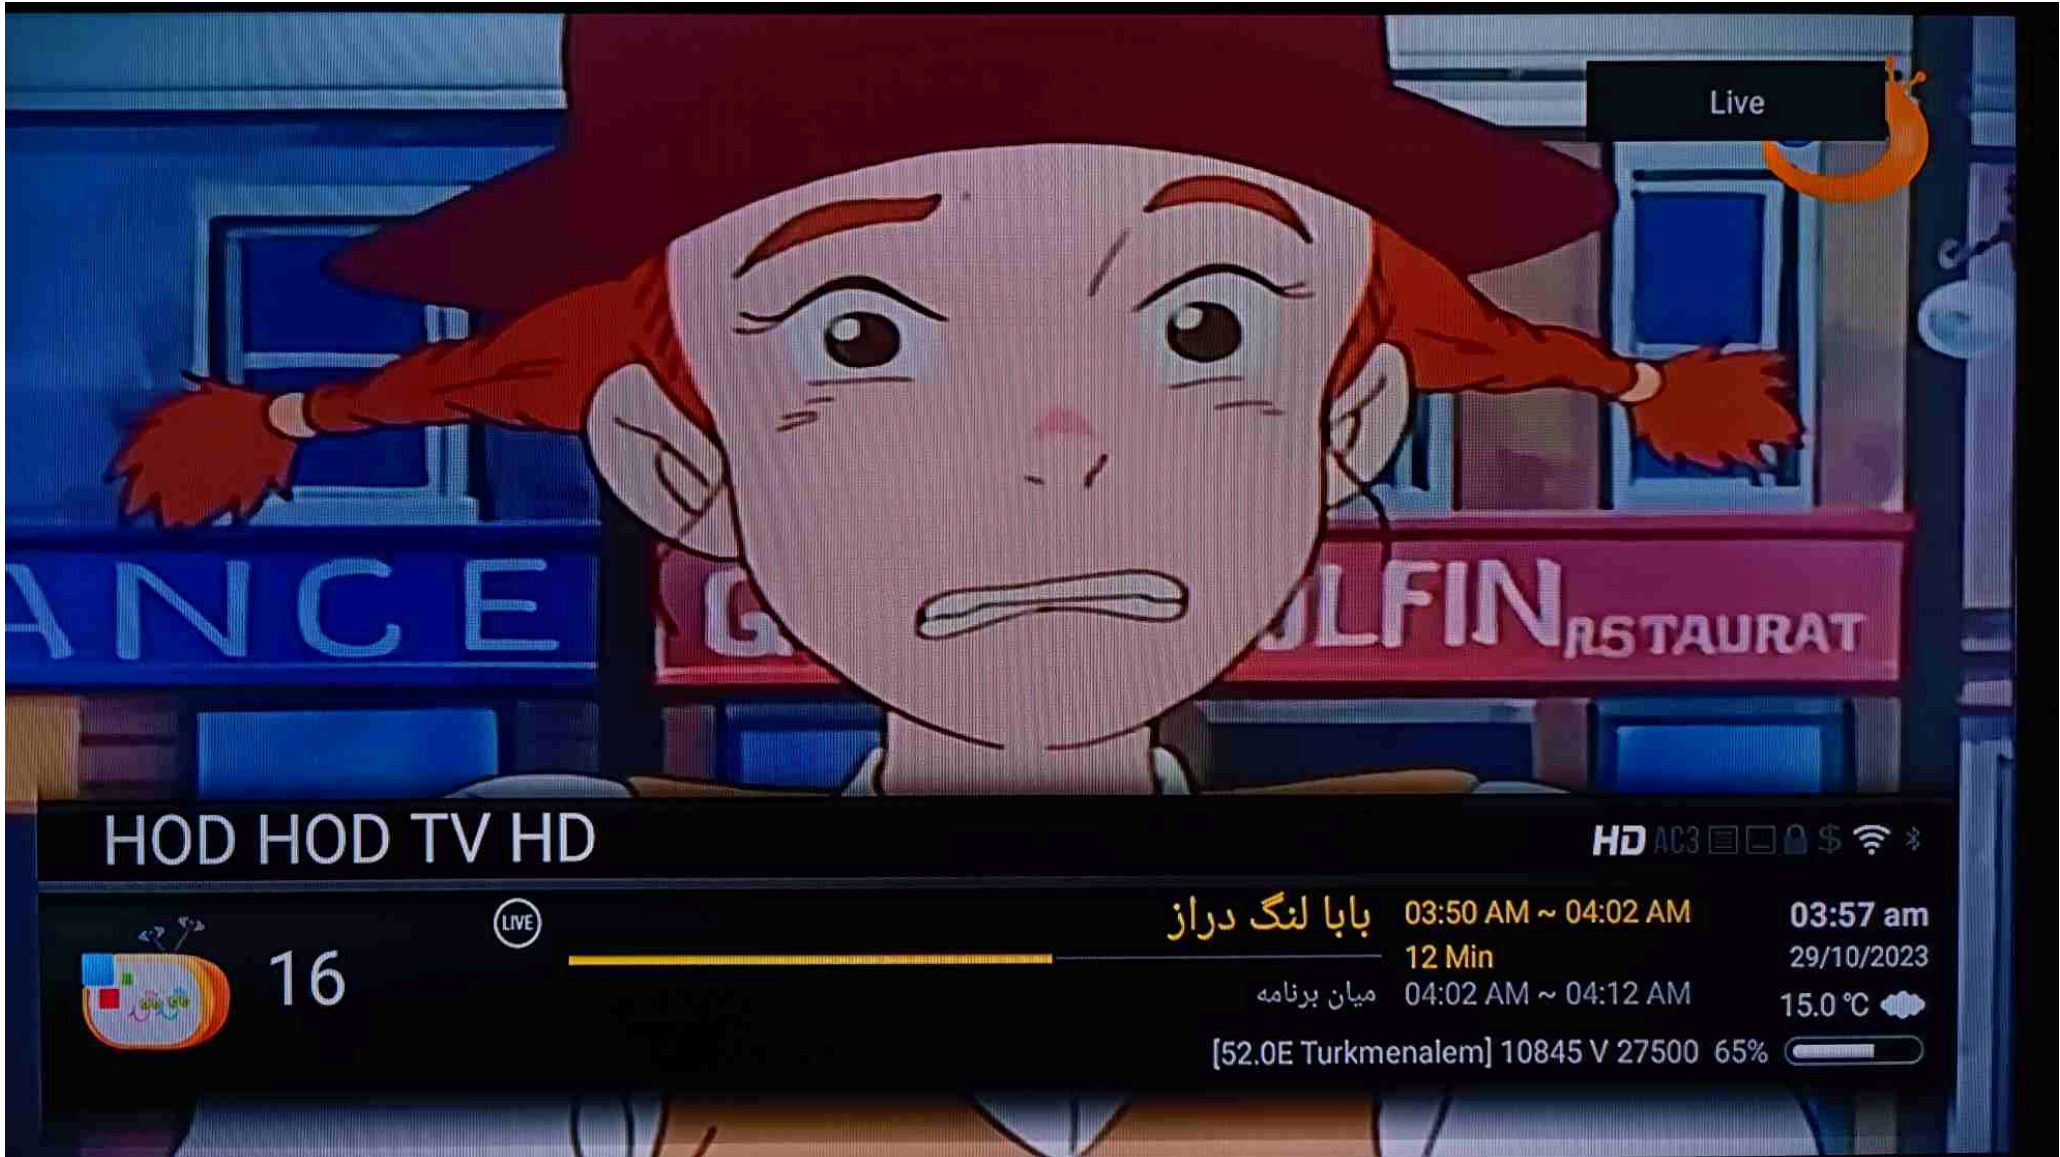 Live
ANCE
LFIN RSTAURAT
HOD HOD TV HD
HD AC3 $
LIVE
16
بابا لنگ دراز 03:50 AM ~ 04:02 AM
12 Min
میان برنامه 04:02 AM ~ 04:12 AM
03:57 am
29/10/2023
15.0 °C
[52.0E Turkmenalem] 10845 V 27500 65%